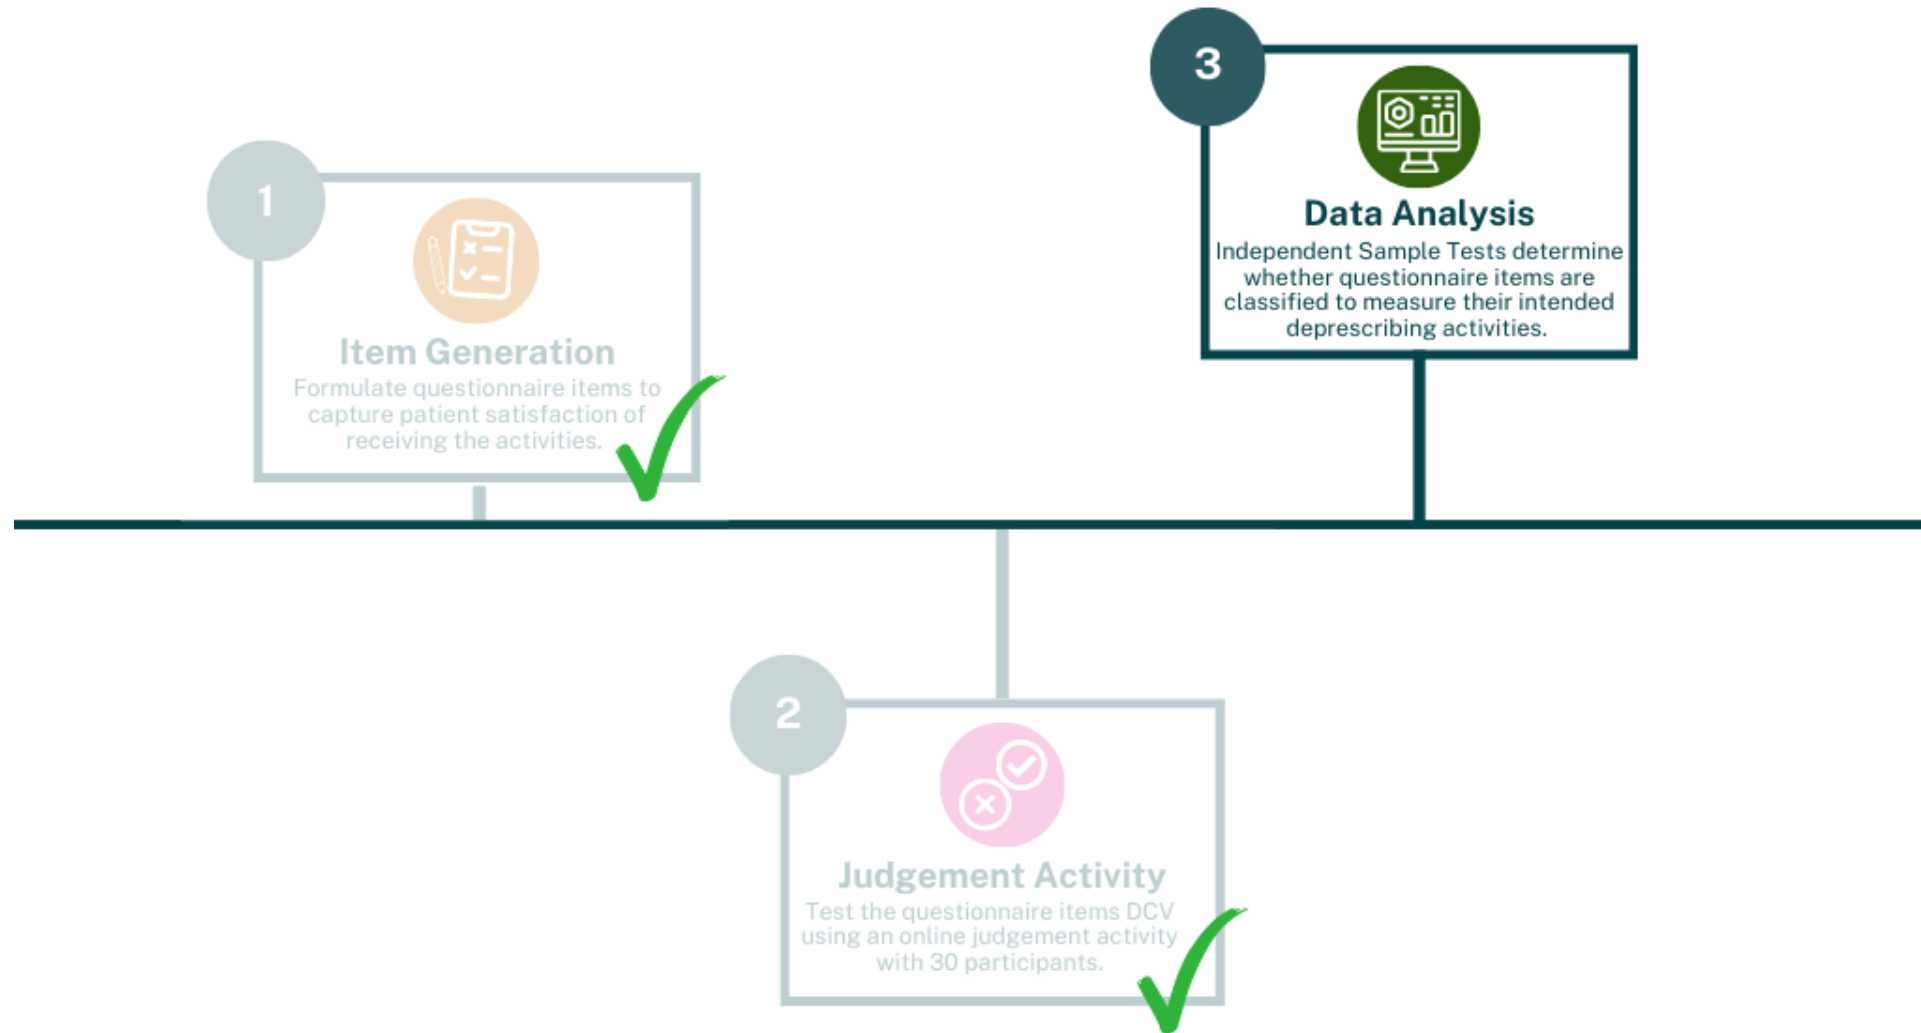 1
Item Generation
Formulate questionnaire items to
capture patient satisfaction of
receiving the activities.
2
Judgement Activity
Test the questionnaire items DCV
using an online judgement activity
with 30 participants.
3
Data Analysis
Independent Sample Tests determine
whether questionnaire items are
classified to measure their intended
deprescribing activities.